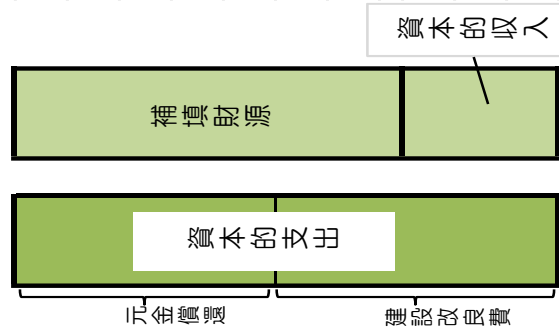 資本的収入
補填財源
資本的支出
元金償還
建設改良費